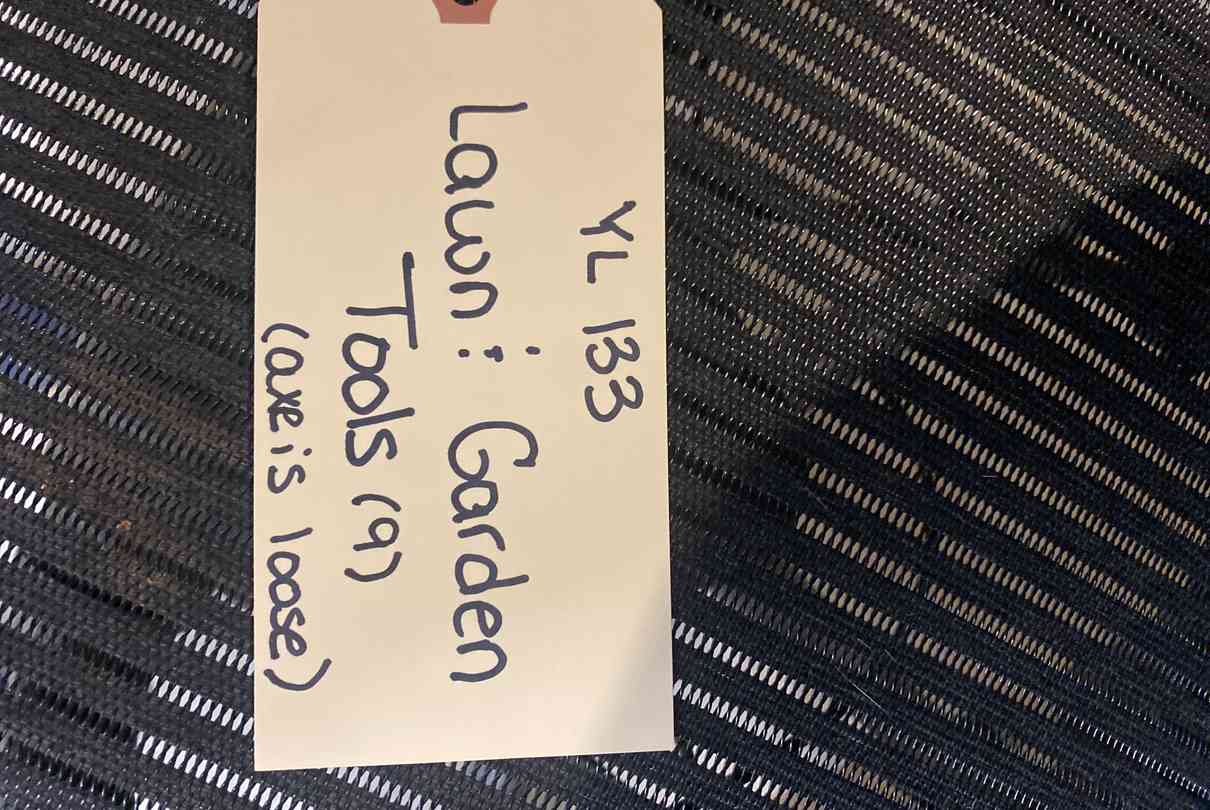 YL 133
Lawn : Garden
Tools (9)
(axe is loose)